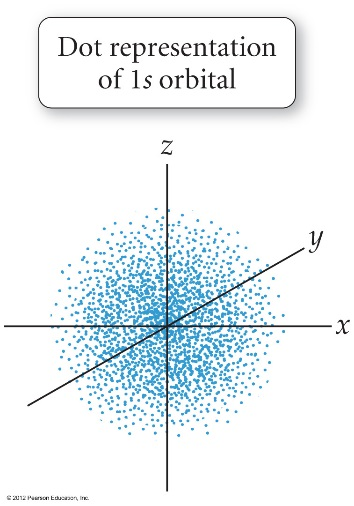 Dot representation
of 1s orbital
z
y
x
© 2012 Pearson Education, Inc.